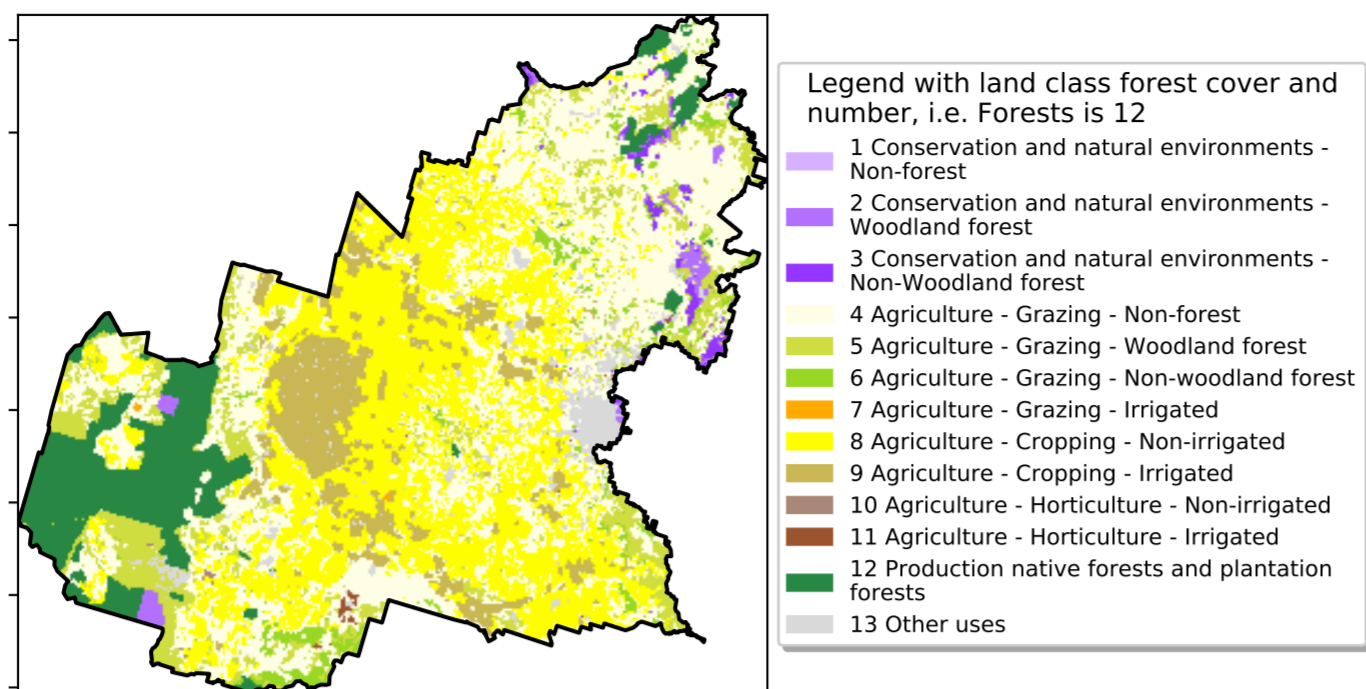 Legend with land class forest cover and
number, i.e. Forests is 12
1 Conservation and natural environments -
Non-forest
2 Conservation and natural environments -
Woodland forest
3 Conservation and natural environments -
Non-Woodland forest
4 Agriculture - Grazing - Non-forest
5 Agriculture - Grazing - Woodland forest
6 Agriculture - Grazing - Non-woodland forest
7 Agriculture - Grazing - Irrigated
8 Agriculture - Cropping - Non-irrigated
9 Agriculture - Cropping - Irrigated
10 Agriculture - Horticulture - Non-irrigated
11 Agriculture - Horticulture - Irrigated
12 Production native forests and plantation
forests
13 Other uses